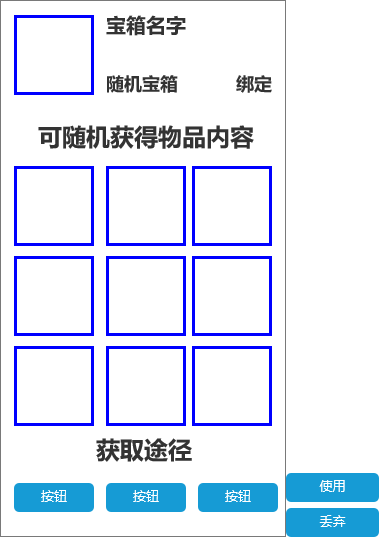 宝箱名字
随机宝箱 绑定
可随机获得物品内容
获取途径
按钮 按钮 按钮
使用
丢弃